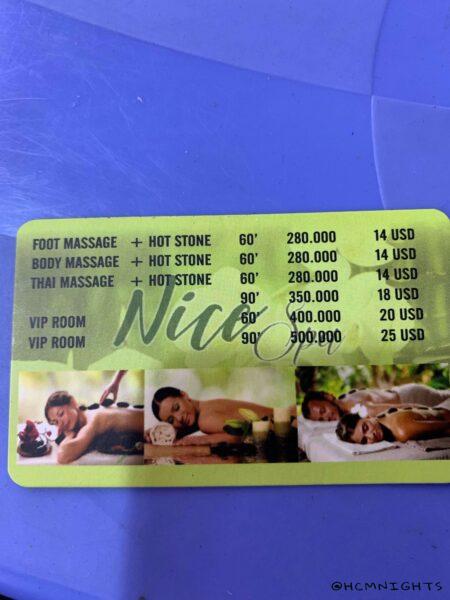 FOOT MASSAGE + HOT STONE 60' 280.000 14 USD
BODY MASSAGE + HOT STONE 60' 280.000 14 USD
THAI MASSAGE + HOT STONE 60' 280.000 14 USD
90' 350.000 18 USD
VIP ROOM 60' 400.000 20 USD
VIP ROOM 90' 500.000 25 USD
Nice Spa
@HCMNIGHTS